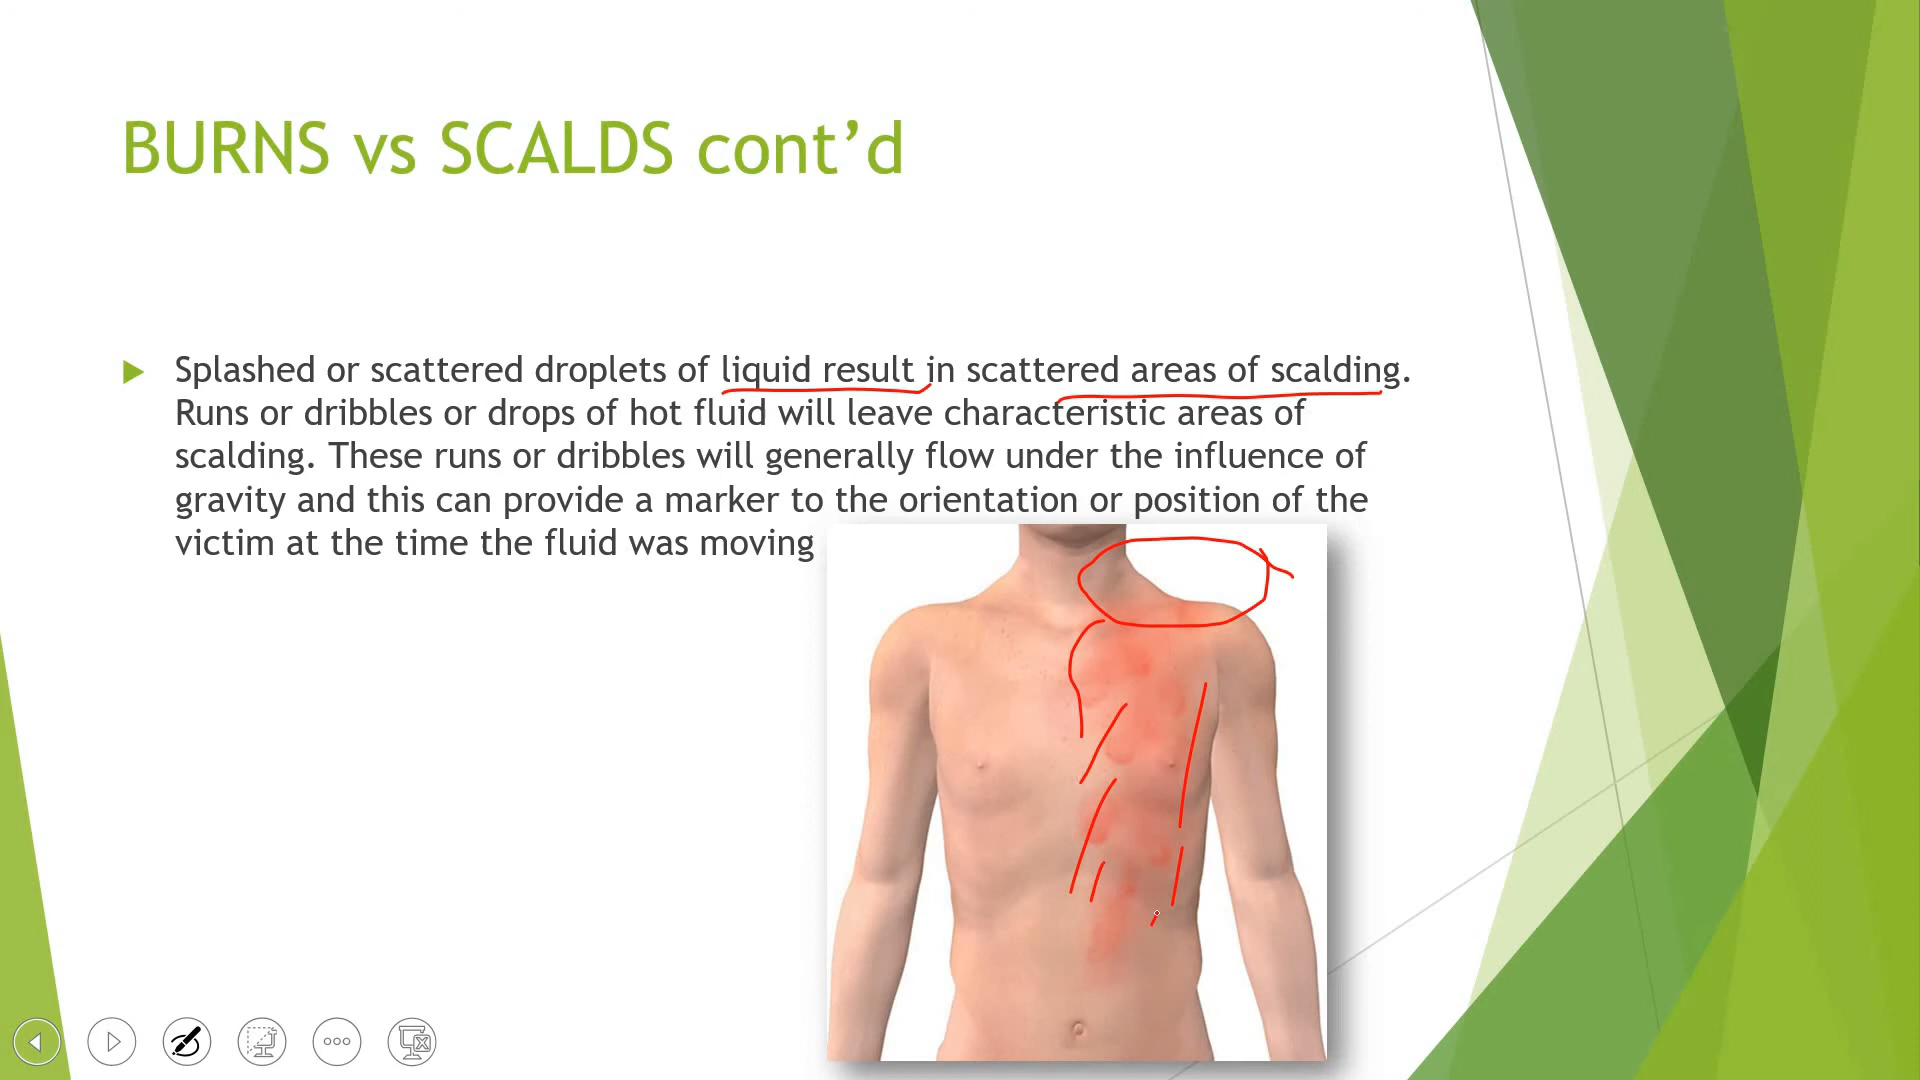 BURNS vs SCALDS cont’d
Splashed or scattered droplets of liquid result in scattered areas of scalding.
Runs or dribbles or drops of hot fluid will leave characteristic areas of
scalding. These runs or dribbles will generally flow under the influence of
gravity and this can provide a marker to the orientation or position of the
victim at the time the fluid was moving